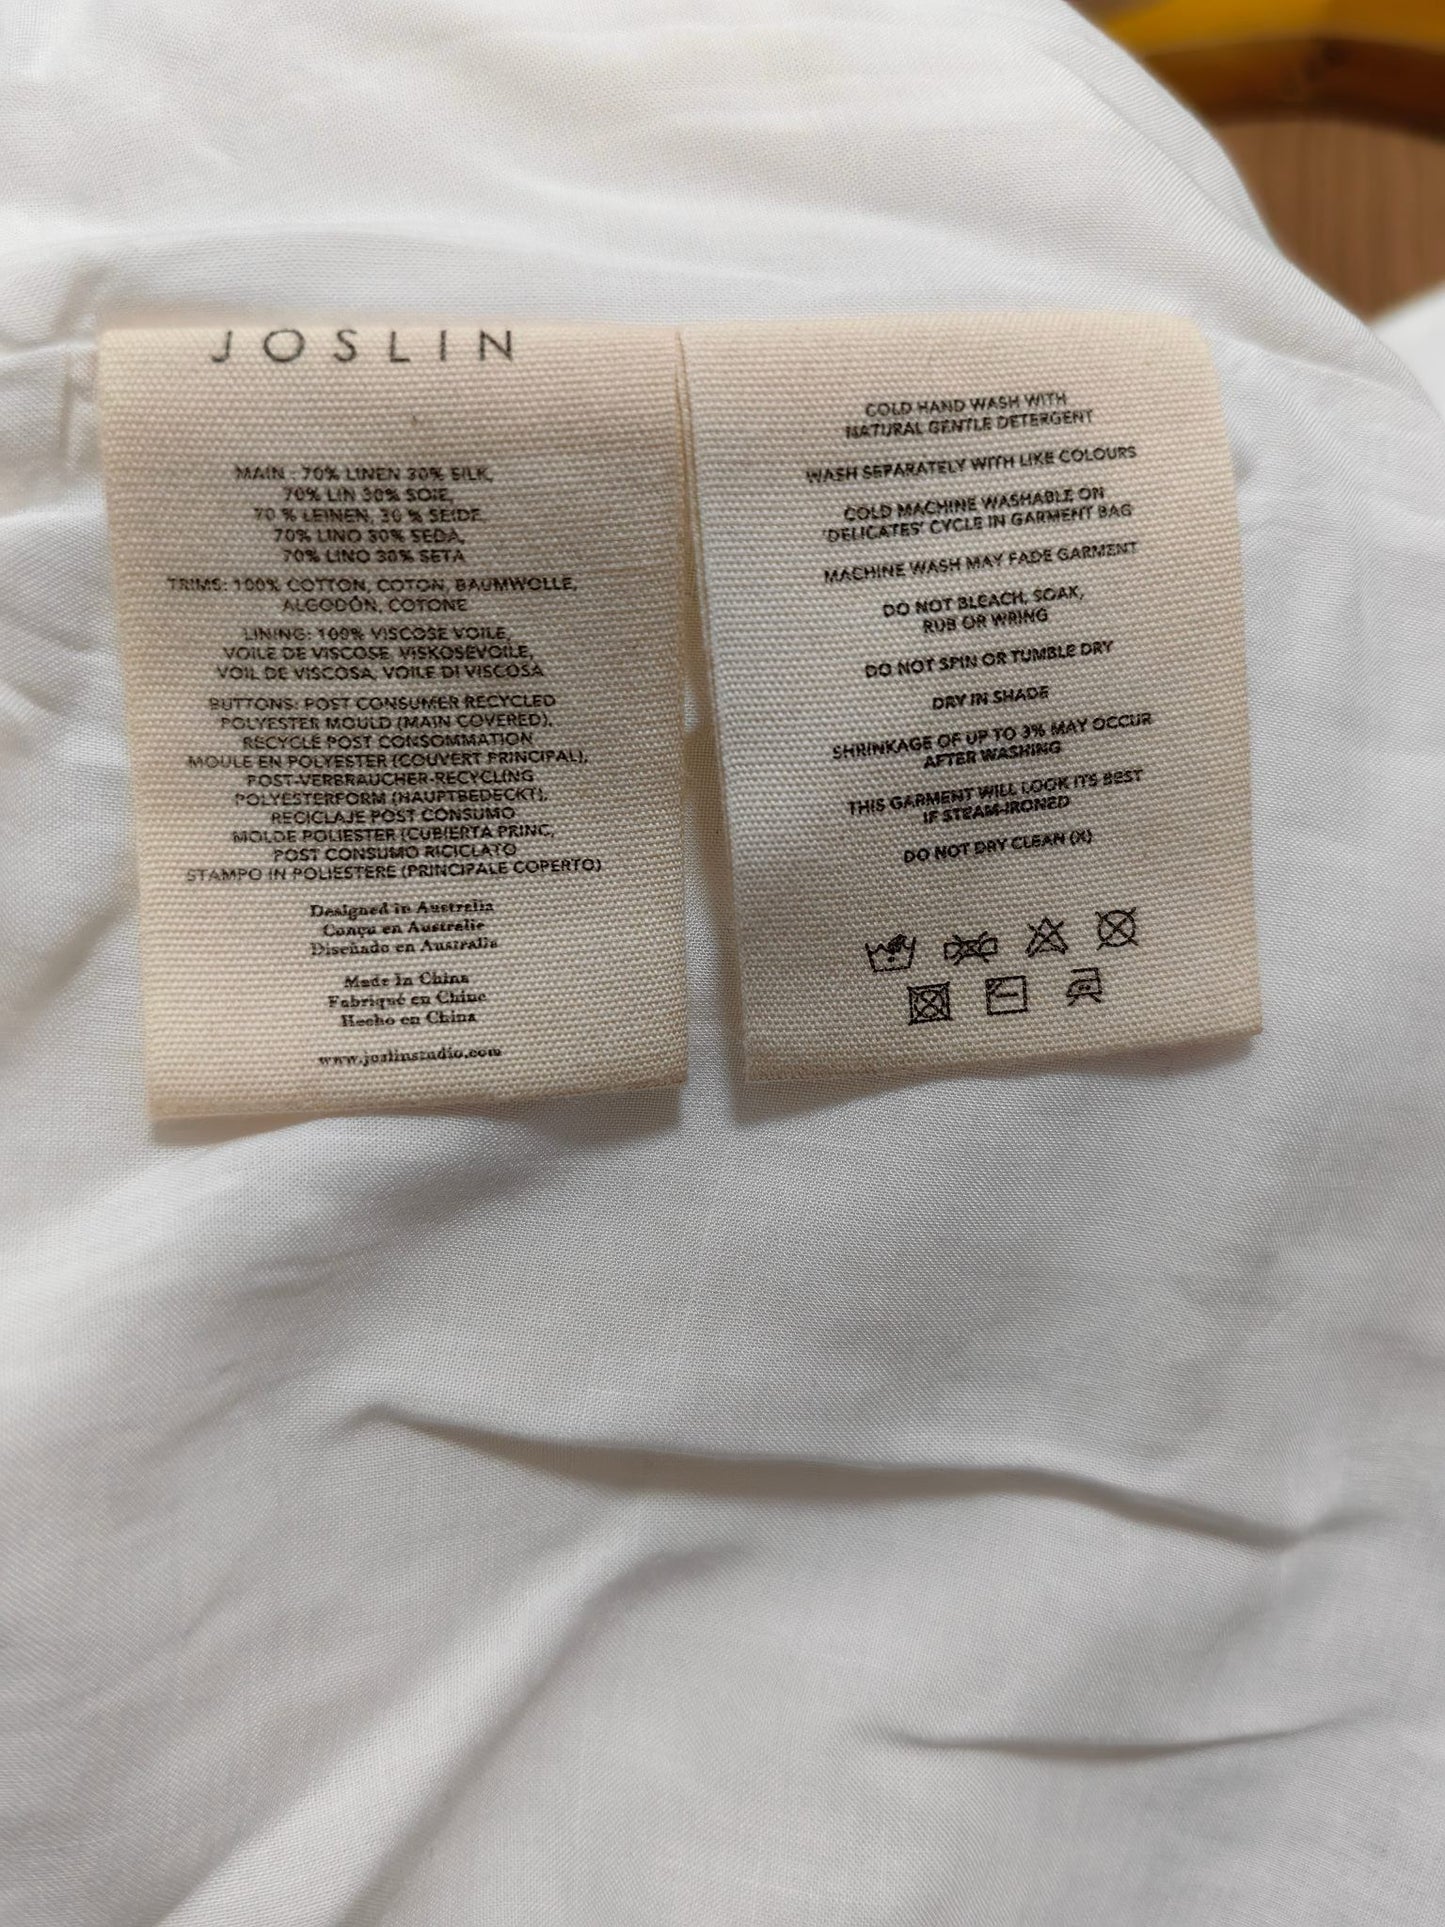 JOSLIN
MAIN : 70% LINEN 30% SILK,
70% LIN 30% SOIE,
70 % LEINEN, 30 % SEIDE,
70% LINO 30% SEDA,
70% LINO 30% SETA
TRIMS: 100% COTTON, COTON, BAUMWOLLE,
ALGODÓN, COTONE
LINING: 100% VISCOSE VOILE,
VOILE DE VISCOSE, VISKOSEVOILE,
VOIL DE VISCOSA, VOILE DI VISCOSA
BUTTONS: POST CONSUMER RECYCLED
POLYESTER MOULD (MAIN COVERED),
RECYCLÉ POST CONSOMMATION
MOULE EN POLYESTER (COUVERT PRINCIPAL),
POST-VERBRAUCHER-RECYCLING
POLYESTERFORM (HAUPTBEDECKT),
RECICLAJE POST CONSUMO
MOLDE POLIESTER (CUBIERTA PRINC,
POST CONSUMO RICICLATO
STAMPO IN POLIESTERE (PRINCIPALE COPERTO)
Designed in Australia
Conçu en Australie
Diseñado en Australia
Made In China
Fabriqué en Chine
Hecho en China
www.joslinstudio.com
COLD HAND WASH WITH
NATURAL GENTLE DETERGENT
WASH SEPARATELY WITH LIKE COLOURS
COLD MACHINE WASHABLE ON
'DELICATES' CYCLE IN GARMENT BAG
MACHINE WASH MAY FADE GARMENT
DO NOT BLEACH, SOAK,
RUB OR WRING
DO NOT SPIN OR TUMBLE DRY
DRY IN SHADE
SHRINKAGE OF UP TO 3% MAY OCCUR
AFTER WASHING
THIS GARMENT WILL LOOK ITS BEST
IF STEAM-IRONED
DO NOT DRY CLEAN (X)